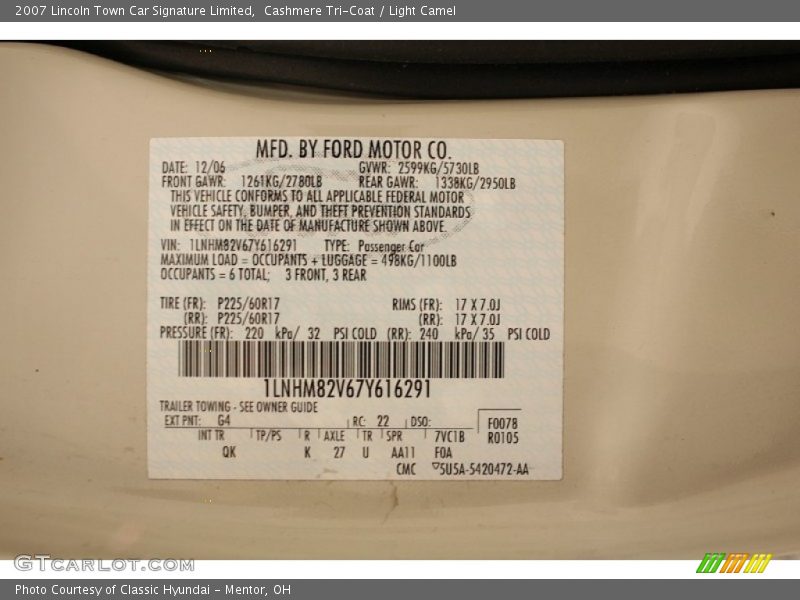 2007 Lincoln Town Car Signature Limited, Cashmere Tri-Coat / Light Camel
MFD. BY FORD MOTOR CO.
DATE: 12/06 GVWR: 2599KG/5730LB
FRONT GAWR: 1261KG/2780LB REAR GAWR: 1338KG/2950LB
THIS VEHICLE CONFORMS TO ALL APPLICABLE FEDERAL MOTOR
VEHICLE SAFETY, BUMPER, AND THEFT PREVENTION STANDARDS
IN EFFECT ON THE DATE OF MANUFACTURE SHOWN ABOVE.
VIN: 1LNHM82V67Y616291 TYPE: Passenger Car
MAXIMUM LOAD = OCCUPANTS + LUGGAGE = 498KG/1100LB
OCCUPANTS = 6 TOTAL; 3 FRONT, 3 REAR
TIRE (FR): P225/60R17 RIMS (FR): 17 X 7.0J
(RR): P225/60R17 (RR): 17 X 7.0J
PRESSURE (FR): 220 kPa/ 32 PSI COLD (RR): 240 kPa/ 35 PSI COLD
1LNHM82V67Y616291
TRAILER TOWING - SEE OWNER GUIDE
EXT PNT: G4 RC: 22 DSO: F0078
INT TR TP/PS R AXLE TR SPR 7VC1B R0105
QK K 27 U AA11 F0A
CMC 5U5A-5420472-AA
GTCARLOT.COM
Photo Courtesy of Classic Hyundai - Mentor, OH